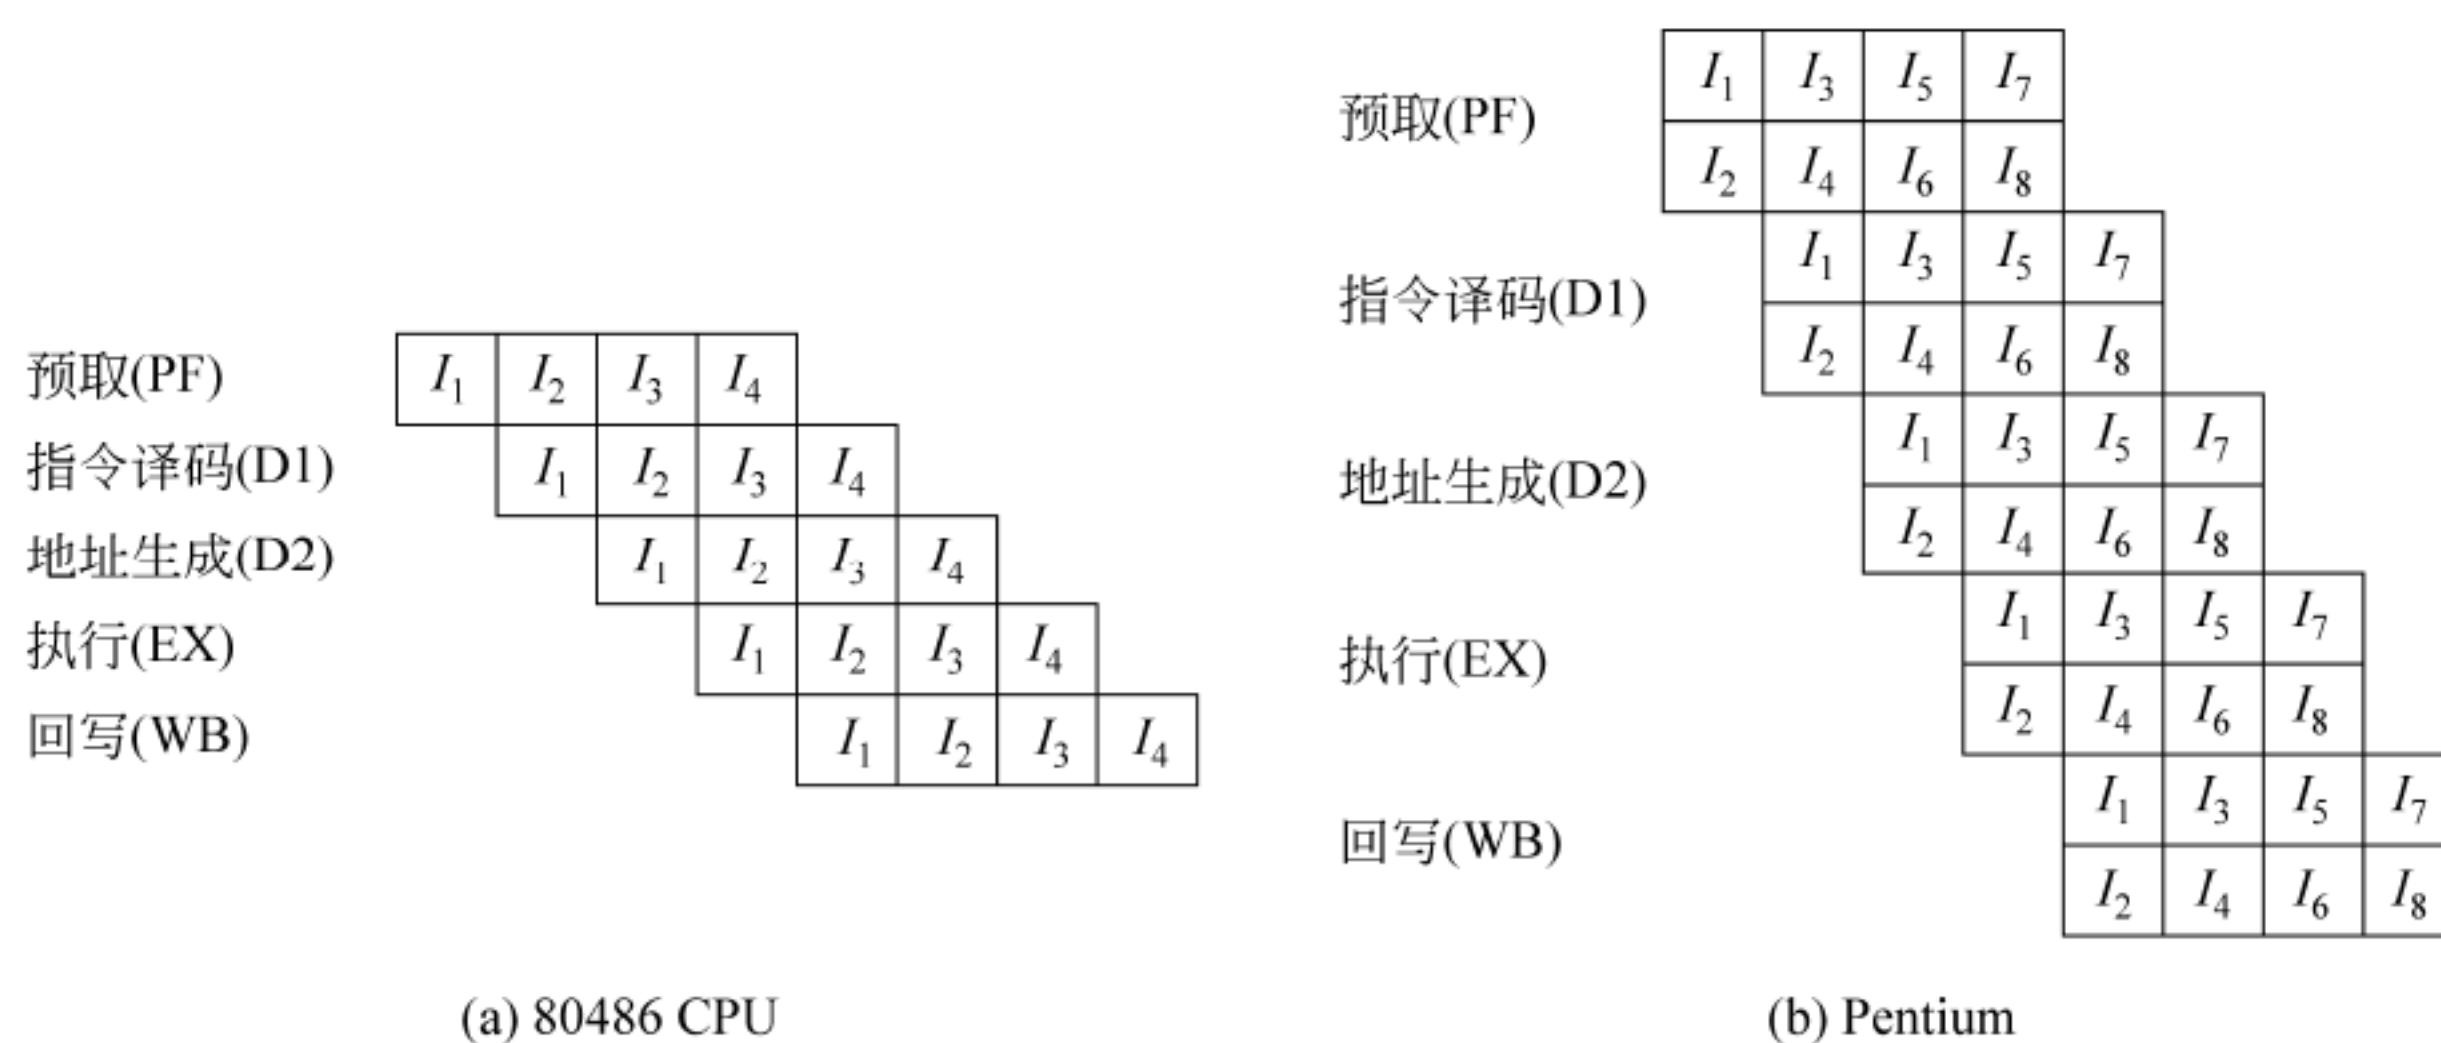 预取(PF) I₁ I₂ I₃ I₄
指令译码(D1) I₁ I₂ I₃ I₄
地址生成(D2) I₁ I₂ I₃ I₄
执行(EX) I₁ I₂ I₃ I₄
回写(WB) I₁ I₂ I₃ I₄
(a) 80486 CPU
预取(PF)
I₁ I₃ I₅ I₇
I₂ I₄ I₆ I₈
指令译码(D1)
I₁ I₃ I₅ I₇
I₂ I₄ I₆ I₈
地址生成(D2)
I₁ I₃ I₅ I₇
I₂ I₄ I₆ I₈
执行(EX)
I₁ I₃ I₅ I₇
I₂ I₄ I₆ I₈
回写(WB)
I₁ I₃ I₅ I₇
I₂ I₄ I₆ I₈
(b) Pentium